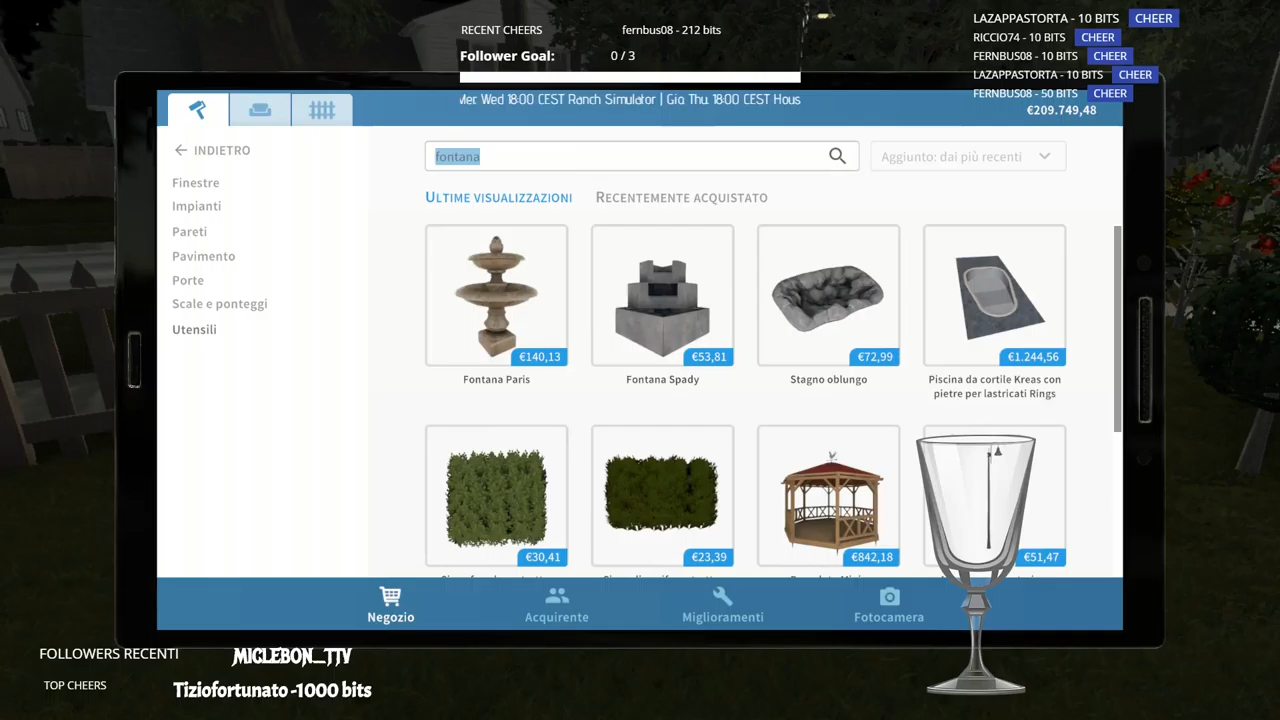 RECENT CHEERS
fernbus08 - 212 bits
Follower Goal:
0 / 3
LAZAPPASTORTA - 10 BITS CHEER
RICCIO74 - 10 BITS CHEER
FERNBUS08 - 10 BITS CHEER
LAZAPPASTORTA - 10 BITS CHEER
FERNBUS08 - 50 BITS CHEER
Wed 18:00 CEST Ranch Simulator | Gio. Thu. 18:00 CEST Hous
€209.749,48
INDIETRO
Finestre
Impianti
Pareti
Pavimento
Porte
Scale e ponteggi
Utensili
fontana
Aggiunto: dai più recenti
ULTIME VISUALIZZAZIONI
RECENTEMENTE ACQUISTATO
€140,13
€53,81
€72,99
€1.244,56
Fontana Paris
Fontana Spady
Stagno oblungo
Piscina da cortile Kreas con
pietre per lastricati Rings
€30,41
€23,39
€842,18
€51,47
Negozio
Acquirente
Miglioramenti
Fotocamera
FOLLOWERS RECENTI
MICLEBON_TTV
TOP CHEERS
Tiziofortunato -1000 bits